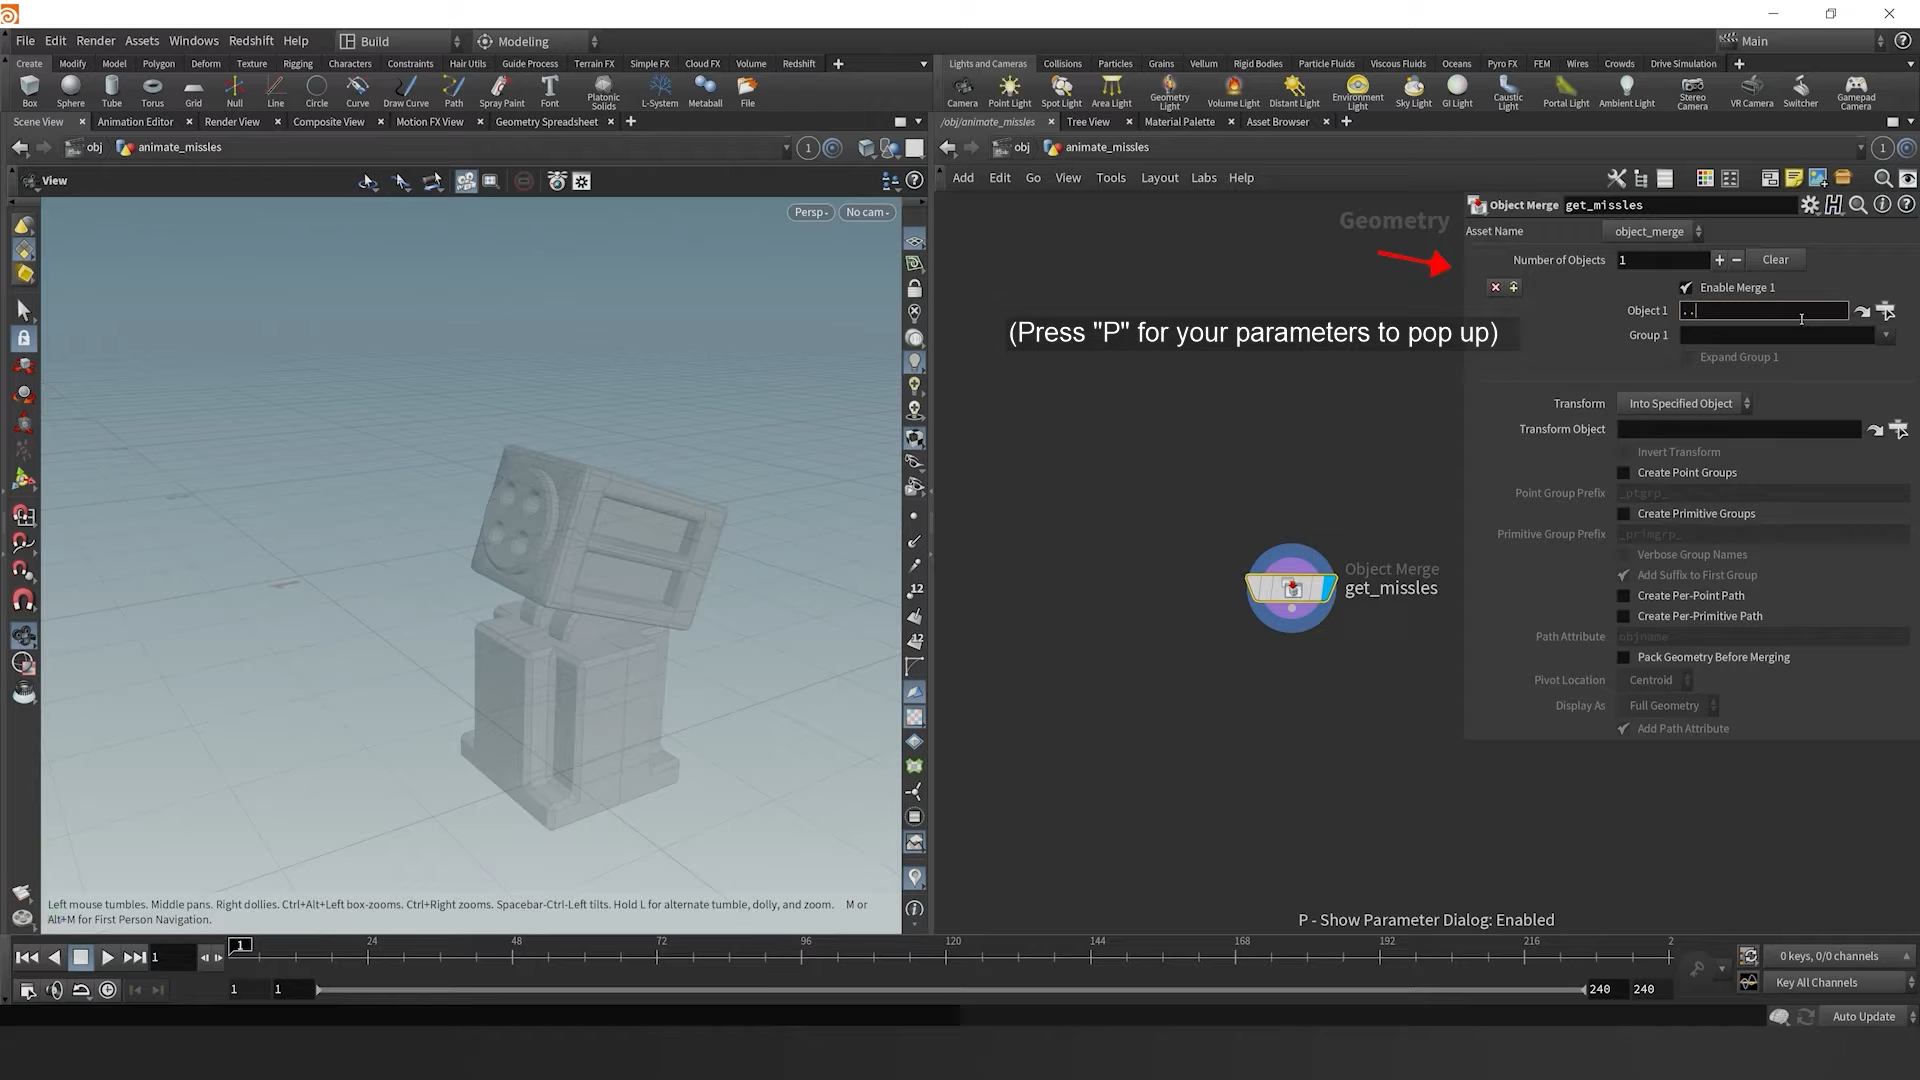 File Edit Render Assets Windows Redshift Help Build Modeling Main
Create Modify Model Polygon Deform Texture Rigging Characters Constraints Hair Utils Guide Process Terrain FX Simple FX Cloud FX Volume Redshift
Lights and Cameras Collisions Particles Grains Vellum Rigid Bodies Particle Fluids Viscous Fluids Oceans Pyro FX FEM Wires Crowds Drive Simulation
Box Sphere Tube Torus Grid Null Line Circle Curve Draw Curve Path Spray Paint Font Platonic Solids L-System Metaball File
Camera Point Light Spot Light Area Light Geometry Light Volume Light Distant Light Environment Light Sky Light GI Light Caustic Light Portal Light Ambient Light Stereo Camera VR Camera Switcher Gamepad Camera
Scene View Animation Editor Render View Composite View Motion FX View Geometry Spreadsheet
/obj/animate_missles Tree View Material Palette Asset Browser
obj animate_missles 1
obj animate_missles 1
View
Add Edit Go View Tools Layout Labs Help
Persp No cam
Geometry
Object Merge get_missles
Asset Name object_merge
Number of Objects 1 Clear
Enable Merge 1
Object 1 ..
(Press "P" for your parameters to pop up)
Group 1
Expand Group 1
Transform Into Specified Object
Transform Object
Invert Transform
Create Point Groups
Point Group Prefix _ptgrp_
Create Primitive Groups
Primitive Group Prefix _primgrp_
Verbose Group Names
Add Suffix to First Group
Create Per-Point Path
Create Per-Primitive Path
Path Attribute objname
Pack Geometry Before Merging
Pivot Location Centroid
Display As Full Geometry
Add Path Attribute
Object Merge
get_missles
12
12
Left mouse tumbles. Middle pans. Right dollies. Ctrl+Alt+Left box-zooms. Ctrl+Right zooms. Spacebar-Ctrl-Left tilts. Hold L for alternate tumble, dolly, and zoom. M or
Alt+M for First Person Navigation.
P - Show Parameter Dialog: Enabled
1 1 24 48 72 96 120 144 168 192 216 2
0 keys, 0/0 channels
1 1 240 240 Key All Channels
Auto Update